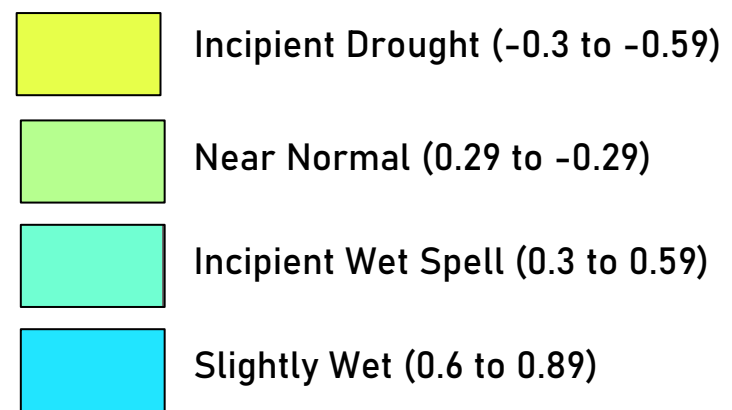 Incipient Drought (-0.3 to -0.59)
Near Normal (0.29 to -0.29)
Incipient Wet Spell (0.3 to 0.59)
Slightly Wet (0.6 to 0.89)